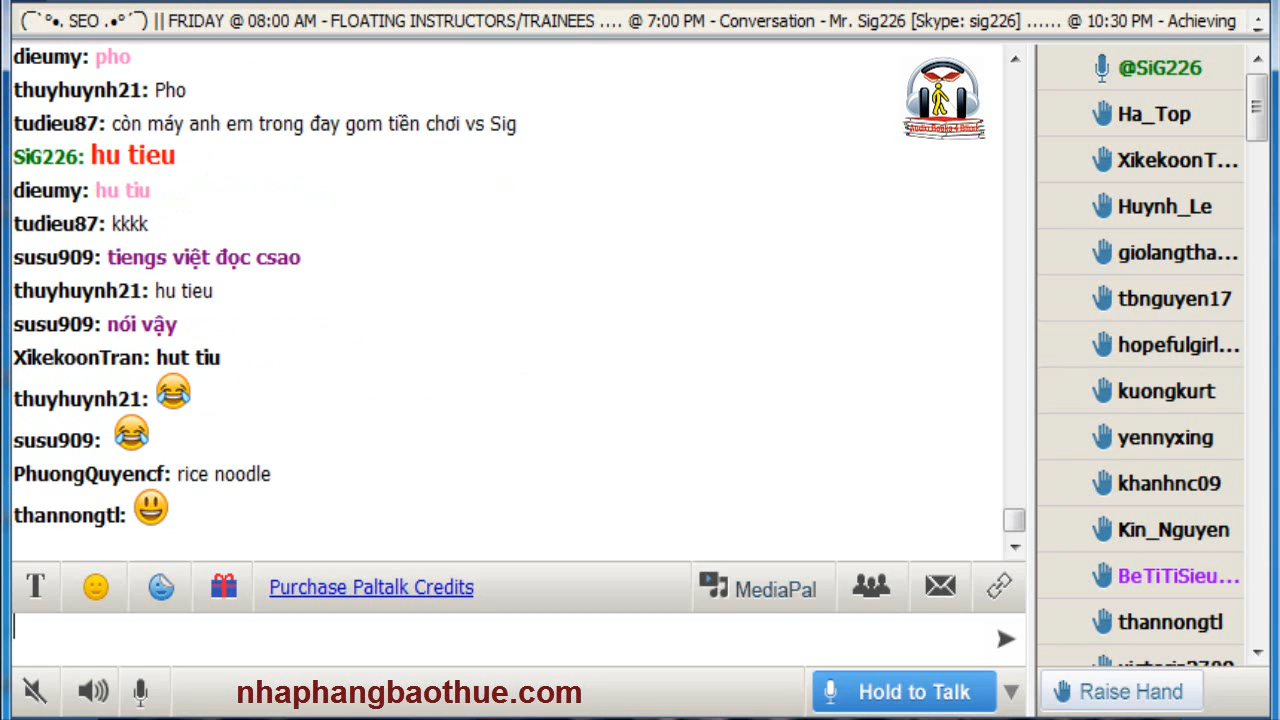 (¯`°•. SEO .•°´¯) || FRIDAY @ 08:00 AM - FLOATING INSTRUCTORS/TRAINEES .... @ 7:00 PM - Conversation - Mr. Sig226 [Skype: sig226] ...... @ 10:30 PM - Achieving
dieumy: pho
thuyhuynh21: Pho
tudieu87: còn máy anh em trong đay gom tiền chơi vs Sig
SiG226: hu tieu
dieumy: hu tiu
tudieu87: kkkk
susu909: tiengs việt đọc csao
thuyhuynh21: hu tieu
susu909: nói vậy
XikekoonTran: hut tiu
thuyhuynh21:
susu909:
PhuongQuyencf: rice noodle
thannongtl:
Purchase Paltalk Credits
MediaPal
nhaphangbaothue.com
Hold to Talk
@SiG226
Ha_Top
XikekoonT...
Huynh_Le
giolangtha...
tbnguyen17
hopefulgirl...
kuongkurt
yennyxing
khanhnc09
Kin_Nguyen
BeTiTiSieu...
thannongtl
Raise Hand